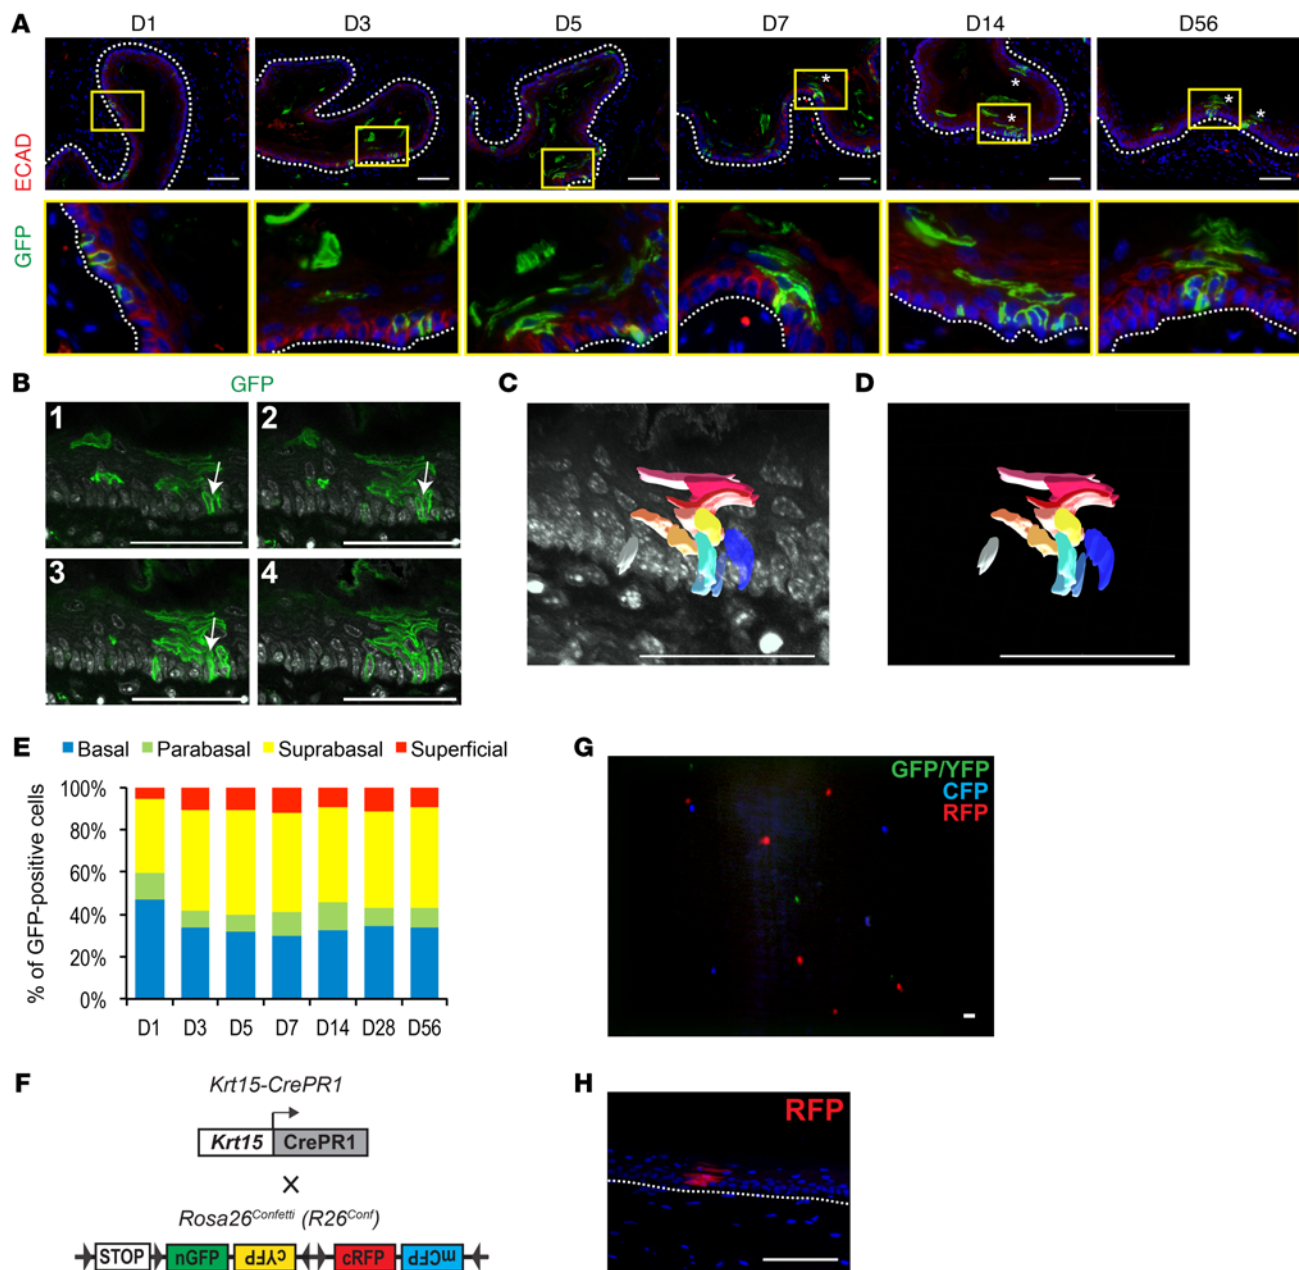 A
D1 D3 D5 D7 D14 D56
ECAD
GFP
* * * * *
B
GFP
1 2
3 4
C
D
E
Basal Parabasal Suprabasal Superficial
% of GFP-positive cells
100%
80%
60%
40%
20%
0%
D1 D3 D5 D7 D14 D28 D56
F
Krt15-CrePR1
Krt15 CrePR1
×
Rosa26Confetti (R26Conf)
STOP nGFP cYFP cRFP mCFP
G
GFP/YFP
CFP
RFP
H
RFP